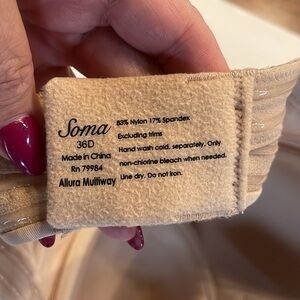 Soma
36D
Made in China
Rn 79984
Allura Multiway
83% Nylon 17% Spandex
Excluding trims
Hand wash cold, separately. Only
non-chlorine bleach when needed.
Line dry. Do not Iron.